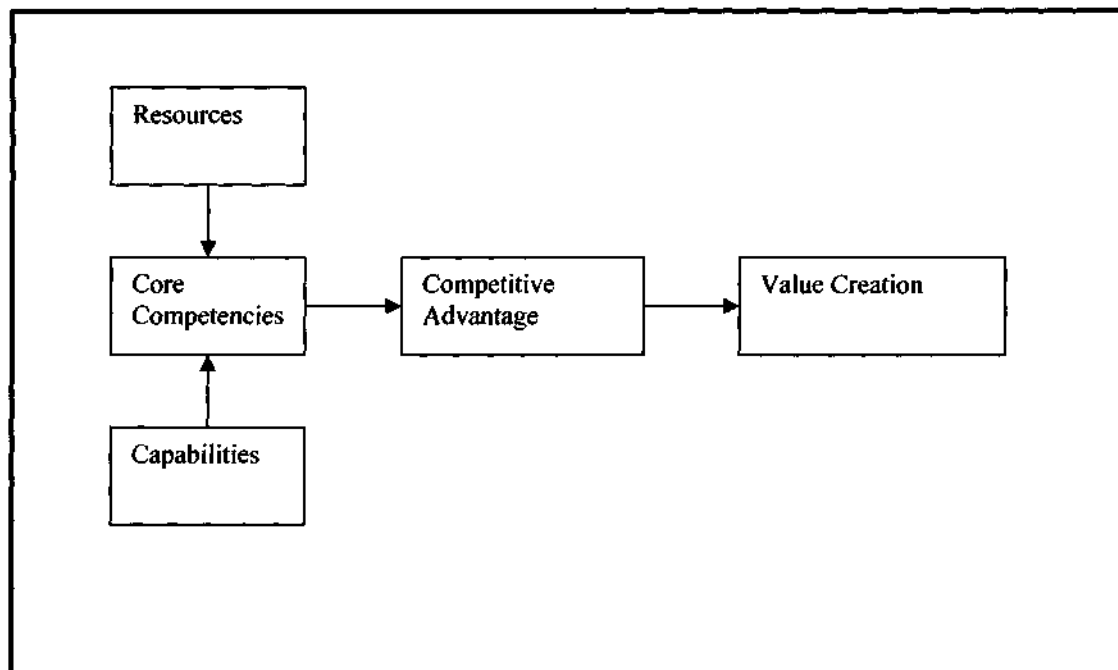 Resources
Core
Competencies
Competitive
Advantage
Value Creation
Capabilities